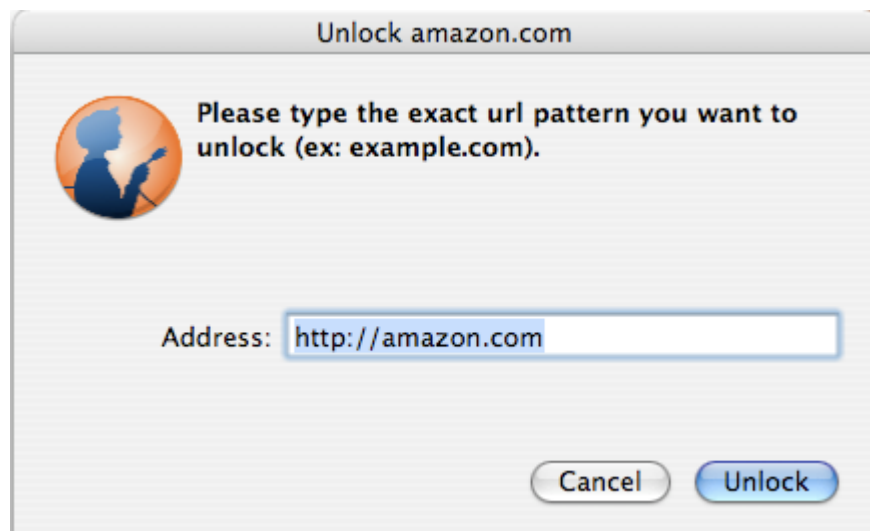 Unlock amazon.com
Please type the exact url pattern you want to
unlock (ex: example.com).
Address: http://amazon.com
Cancel Unlock